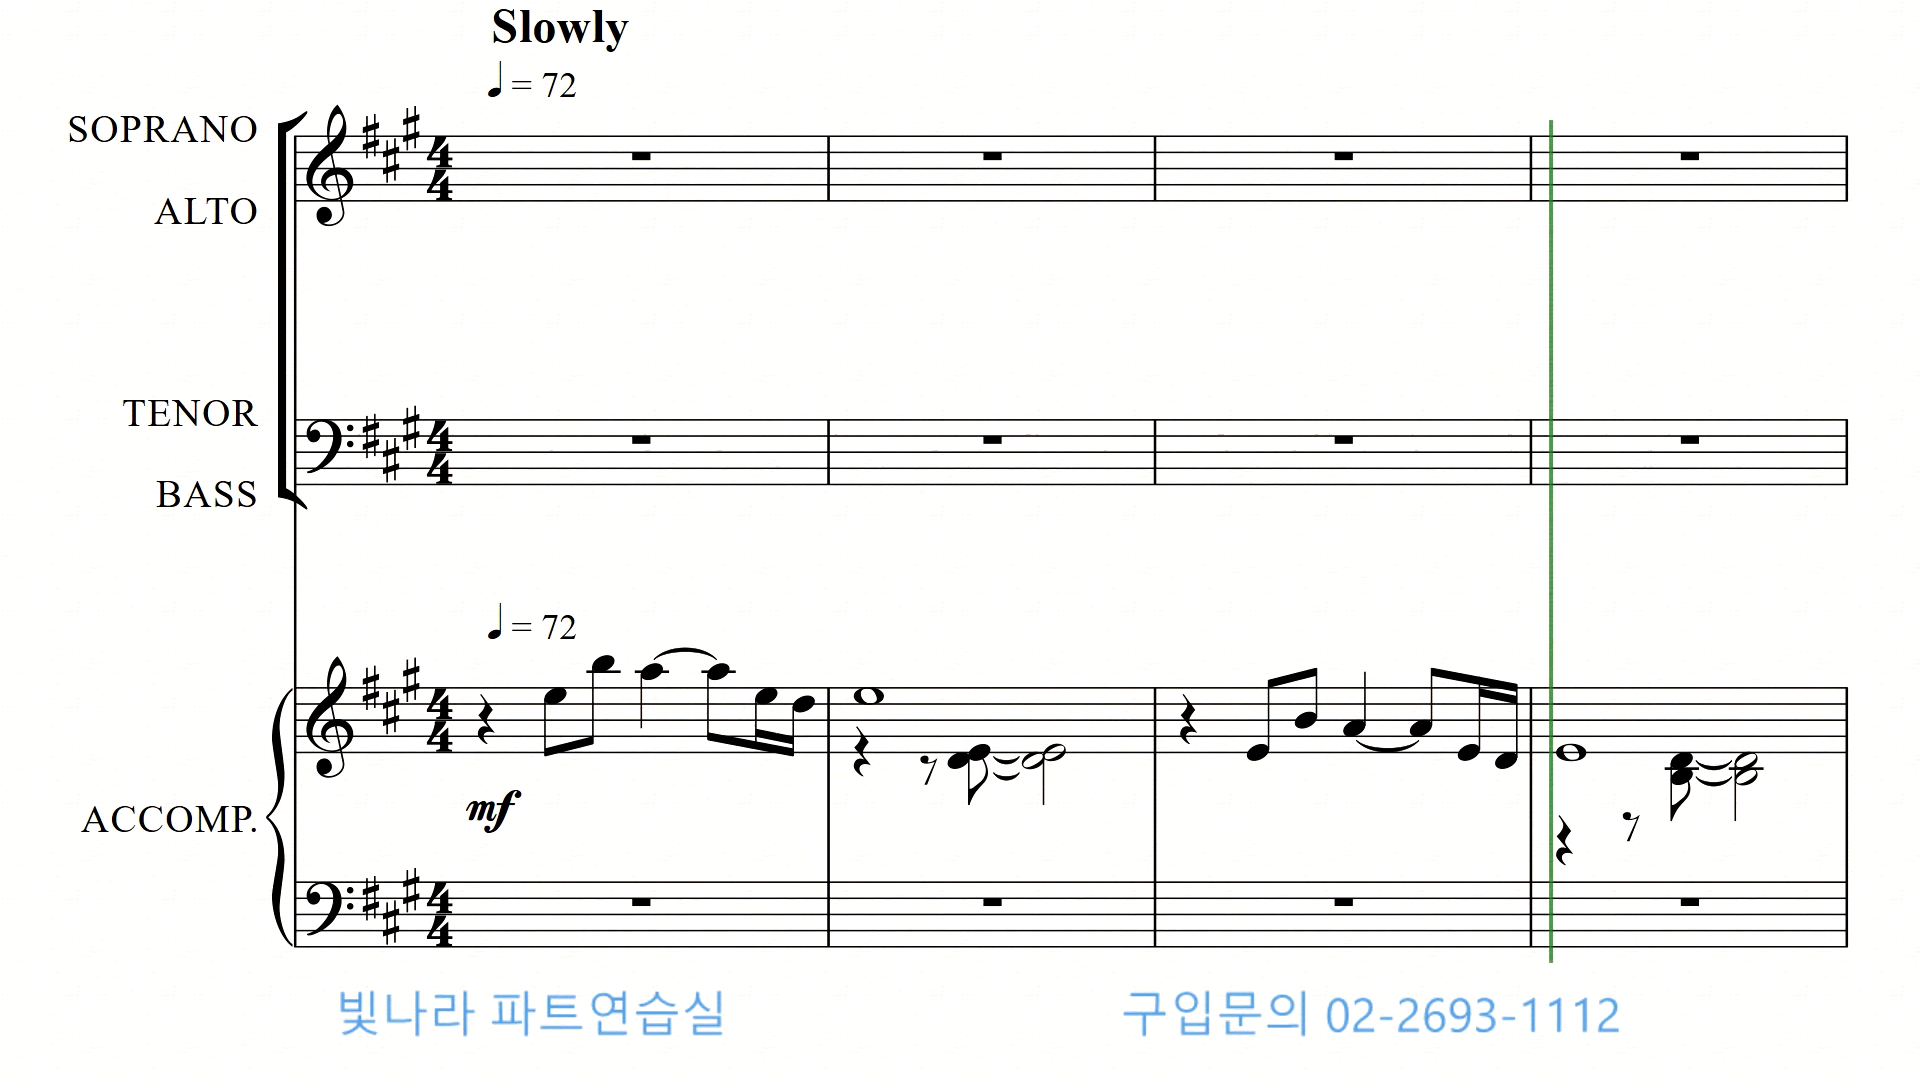 Slowly
♩ = 72
SOPRANO
ALTO
TENOR
BASS
♩ = 72
mf
ACCOMP.
빛나라 파트연습실 구입문의 02-2693-1112